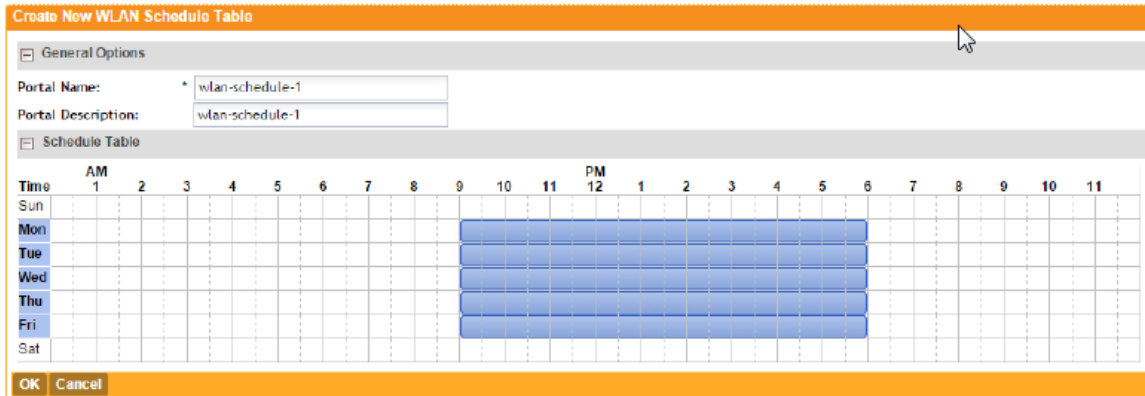 Create New WLAN Schedule Table
General Options
Portal Name: * wlan-schedule-1
Portal Description: wlan-schedule-1
Schedule Table
AM PM
Time 1 2 3 4 5 6 7 8 9 10 11 12 1 2 3 4 5 6 7 8 9 10 11
Sun
Mon
Tue
Wed
Thu
Fri
Sat
OK Cancel